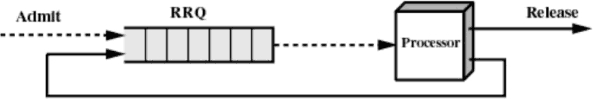 Admit
RRQ
Processor
Release